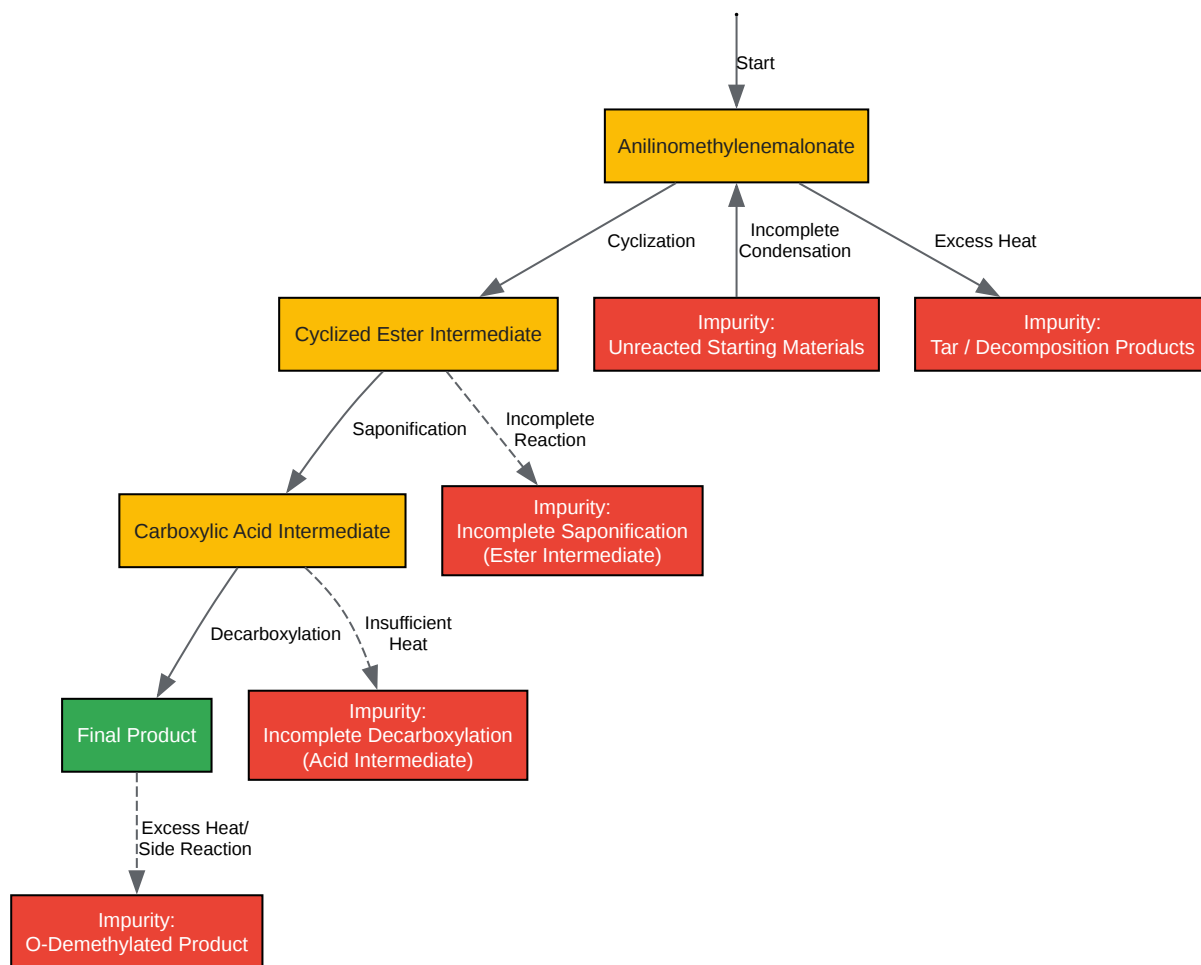 Start
Anilinomethylenemalonate
Cyclization
Incomplete
Condensation
Excess Heat
Cyclized Ester Intermediate
Impurity:
Unreacted Starting Materials
Impurity:
Tar / Decomposition Products
Saponification
Incomplete
Reaction
Carboxylic Acid Intermediate
Impurity:
Incomplete Saponification
(Ester Intermediate)
Decarboxylation
Insufficient
Heat
Final Product
Impurity:
Incomplete Decarboxylation
(Acid Intermediate)
Excess Heat/
Side Reaction
Impurity:
O-Demethylated Product